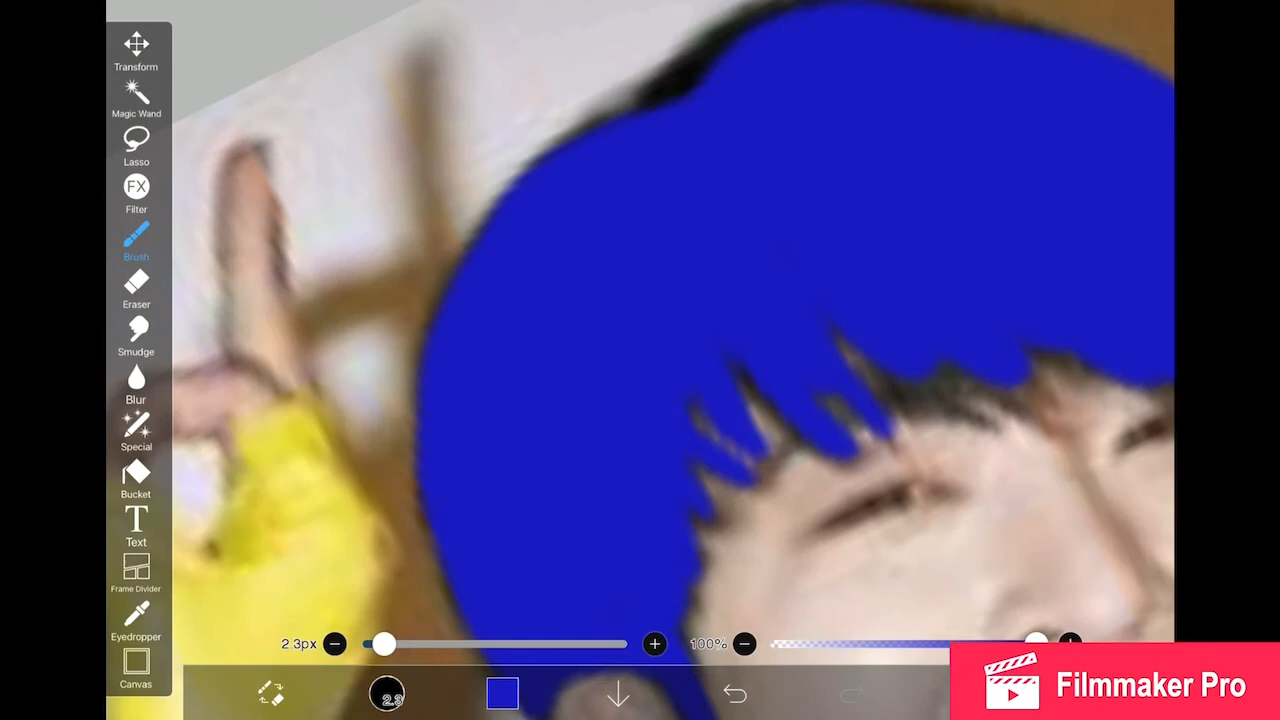 Transform
Magic Wand
Lasso
FX
Filter
Brush
Eraser
Smudge
Blur
Special
Bucket
T
Text
Frame Divider
Eyedropper
Canvas
2.3px
100%
2.3
Filmmaker Pro